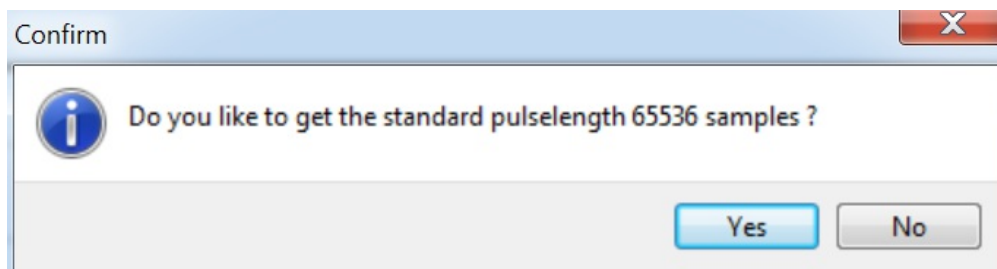 Confirm
Do you like to get the standard pulselength 65536 samples ?
Yes
No